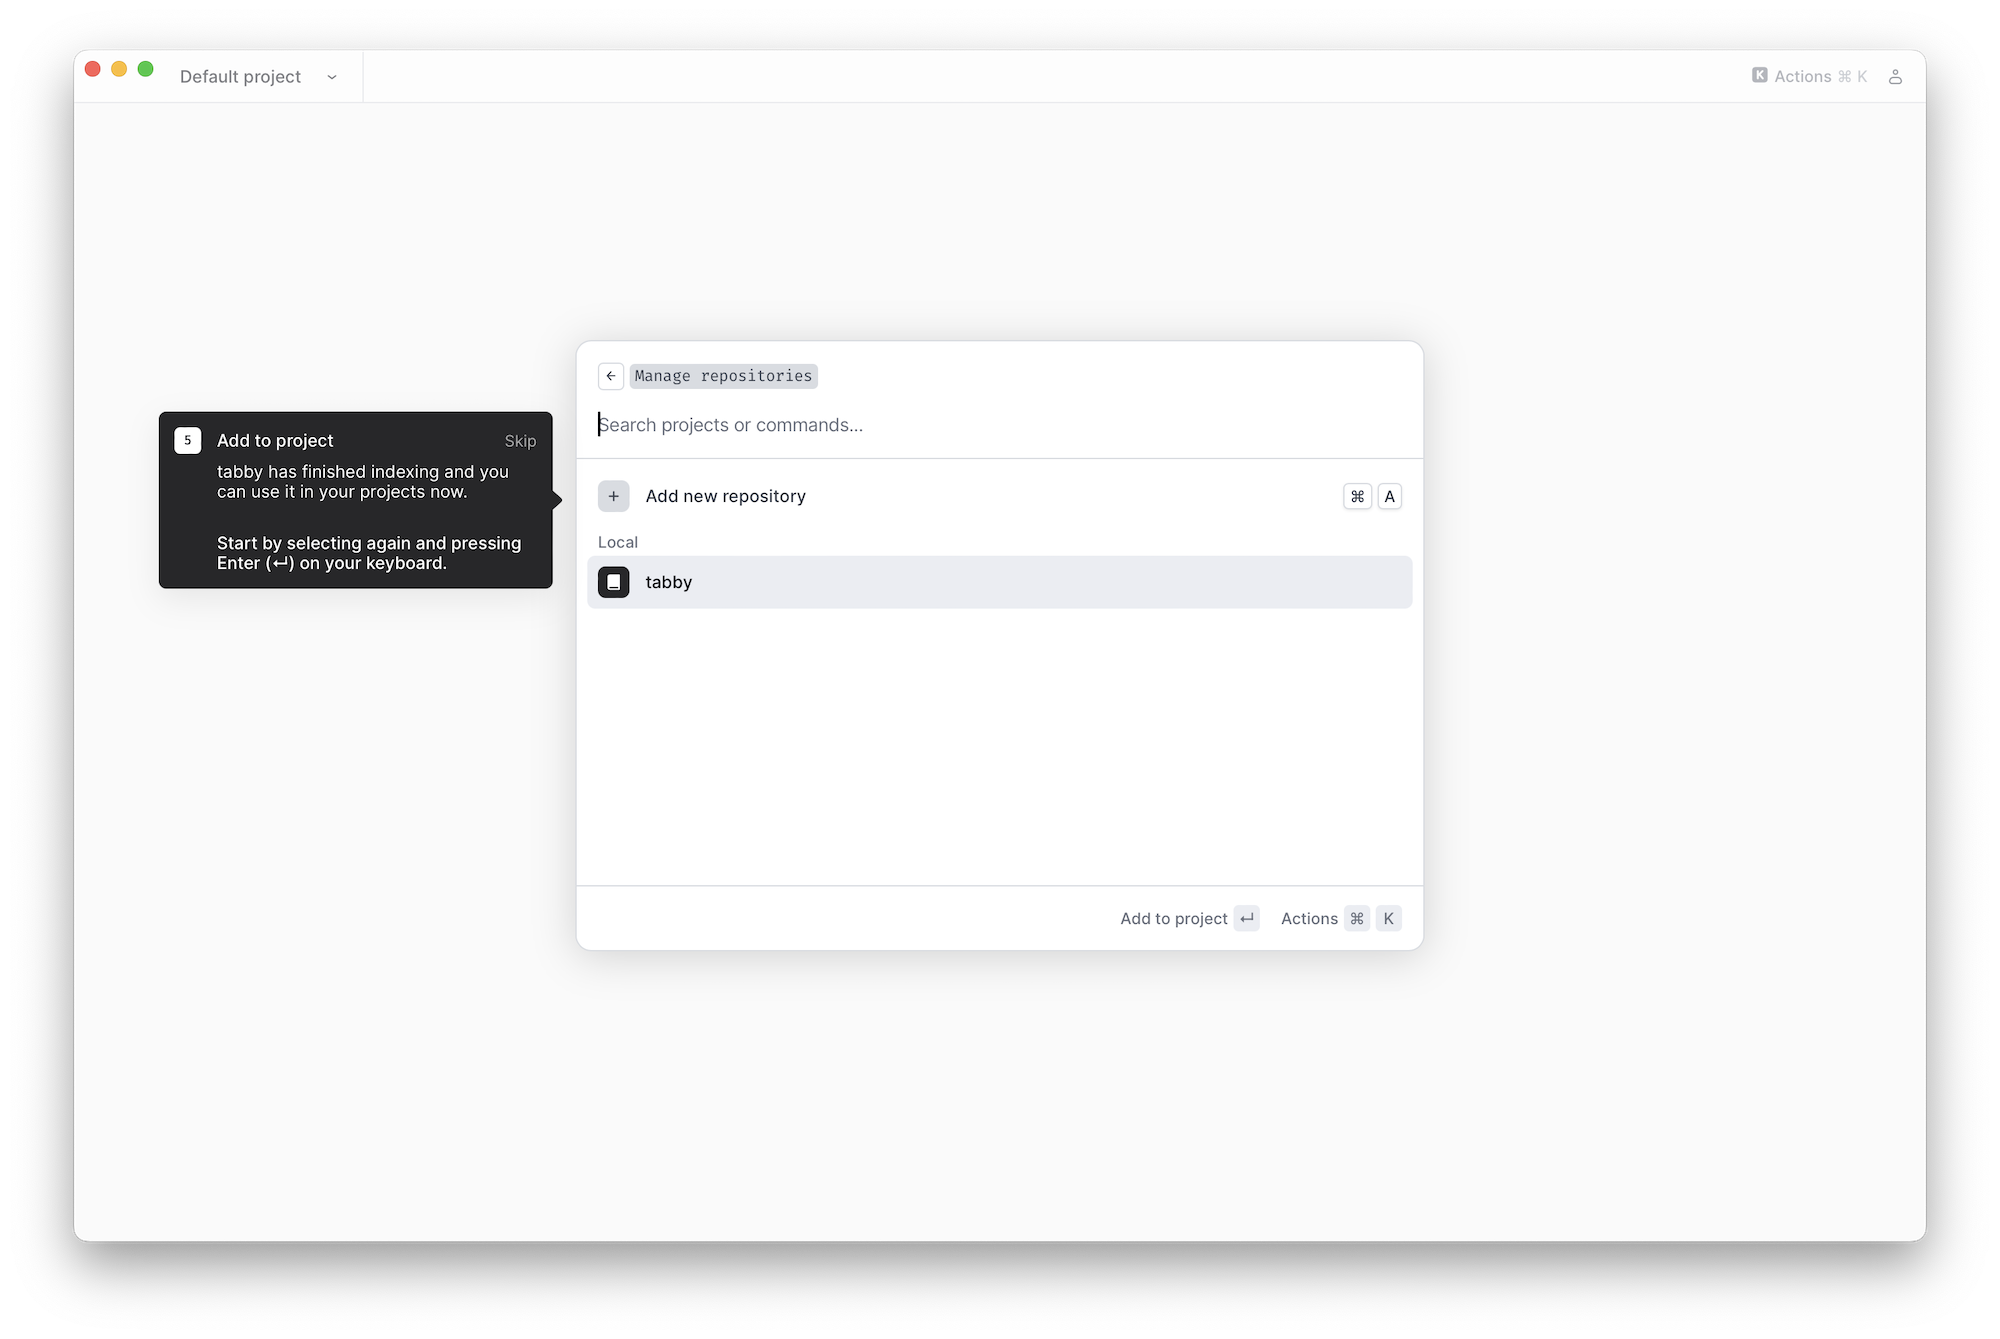 Default project
K Actions ⌘ K
← Manage repositories
Search projects or commands...
5 Add to project Skip
tabby has finished indexing and you
can use it in your projects now.
Start by selecting again and pressing
Enter (↵) on your keyboard.
+ Add new repository ⌘ A
Local
tabby
Add to project ↵ Actions ⌘ K